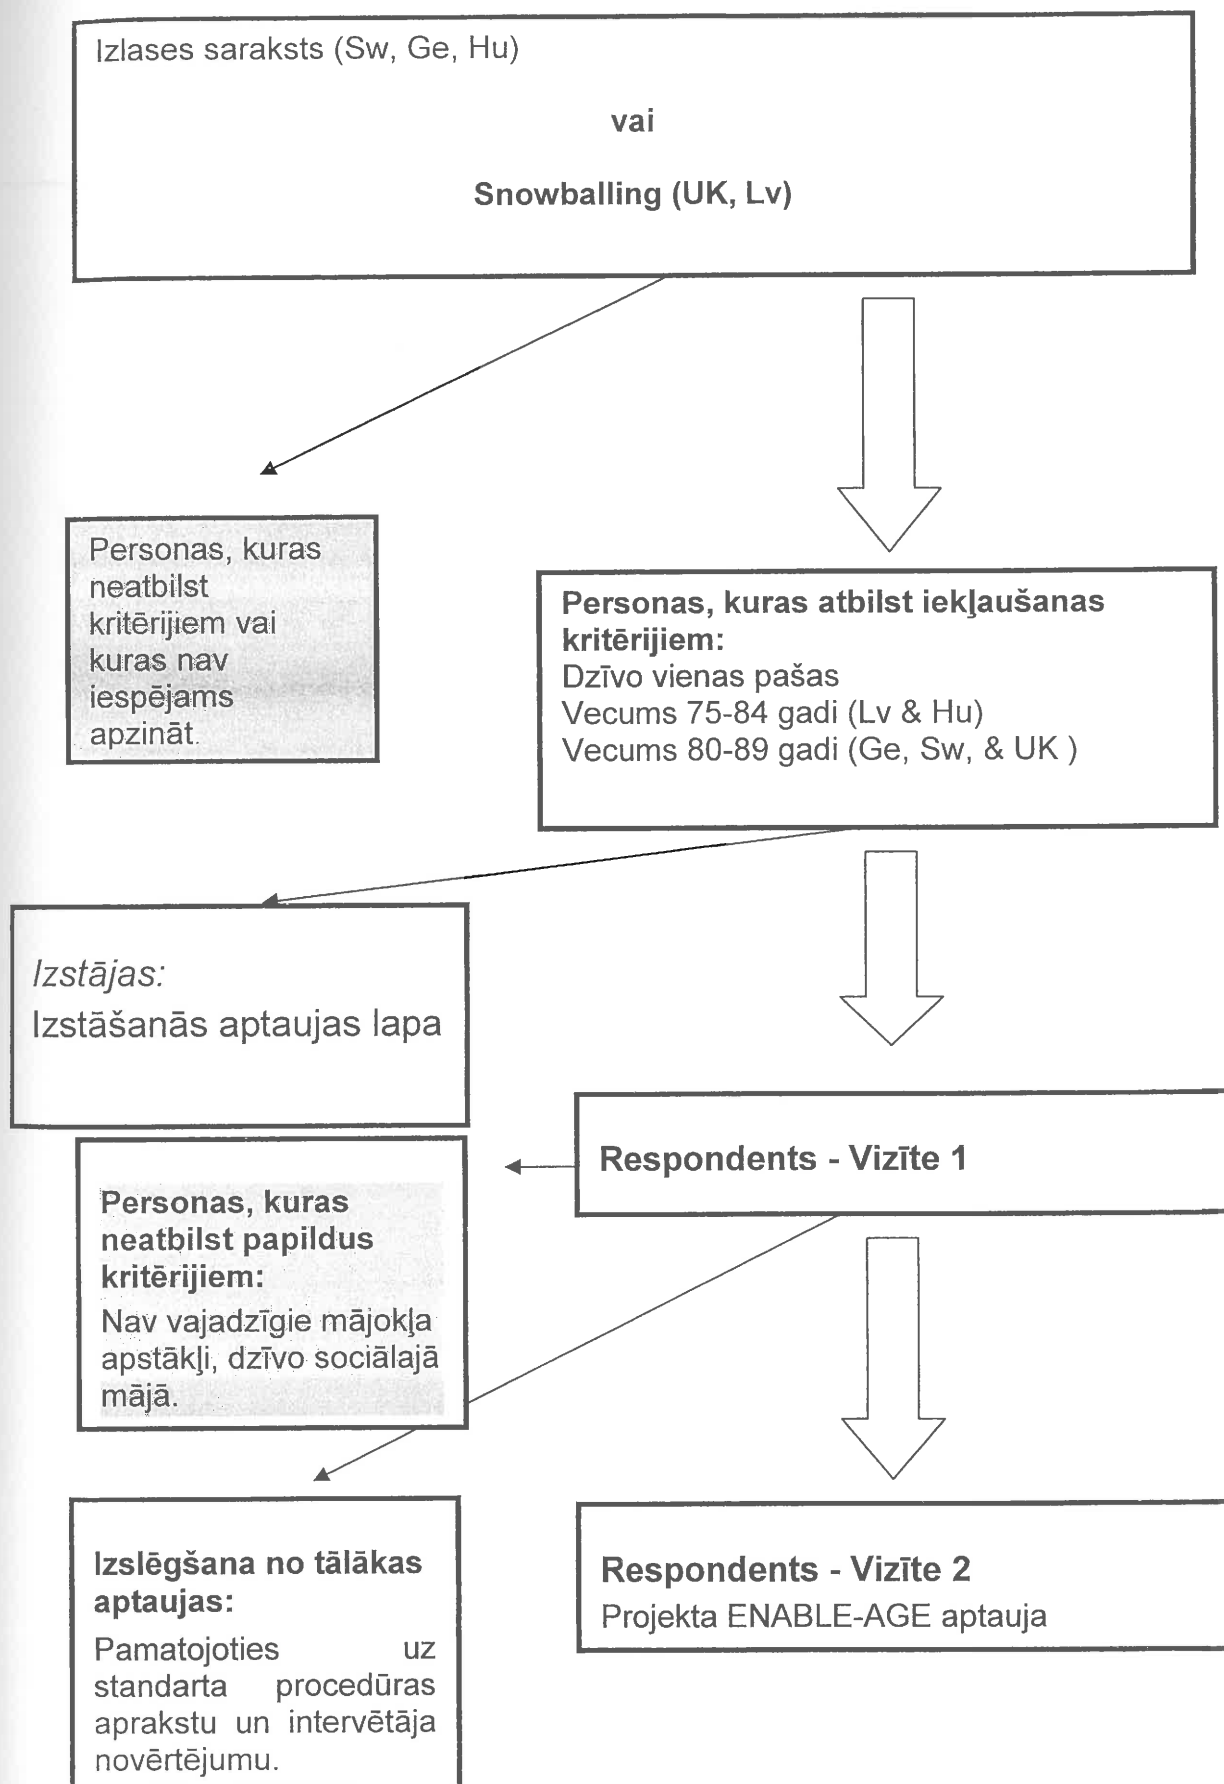 Izlases saraksts (Sw, Ge, Hu)
vai
Snowballing (UK, Lv)
Personas, kuras
neatbilst
kritērijiem vai
kuras nav
iespējams
apzināt.
Personas, kuras atbilst iekļaušanas
kritērijiem:
Dzīvo vienas pašas
Vecums 75-84 gadi (Lv & Hu)
Vecums 80-89 gadi (Ge, Sw, & UK )
Izstājas:
Izstāšanās aptaujas lapa
Respondents - Vizīte 1
Personas, kuras
neatbilst papildus
kritērijiem:
Nav vajadzīgie mājokļa
apstākļi, dzīvo sociālajā
mājā.
Izslēgšana no tālākas
aptaujas:
Pamatojoties uz
standarta procedūras
aprakstu un intervētāja
novērtējumu.
Respondents - Vizīte 2
Projekta ENABLE-AGE aptauja